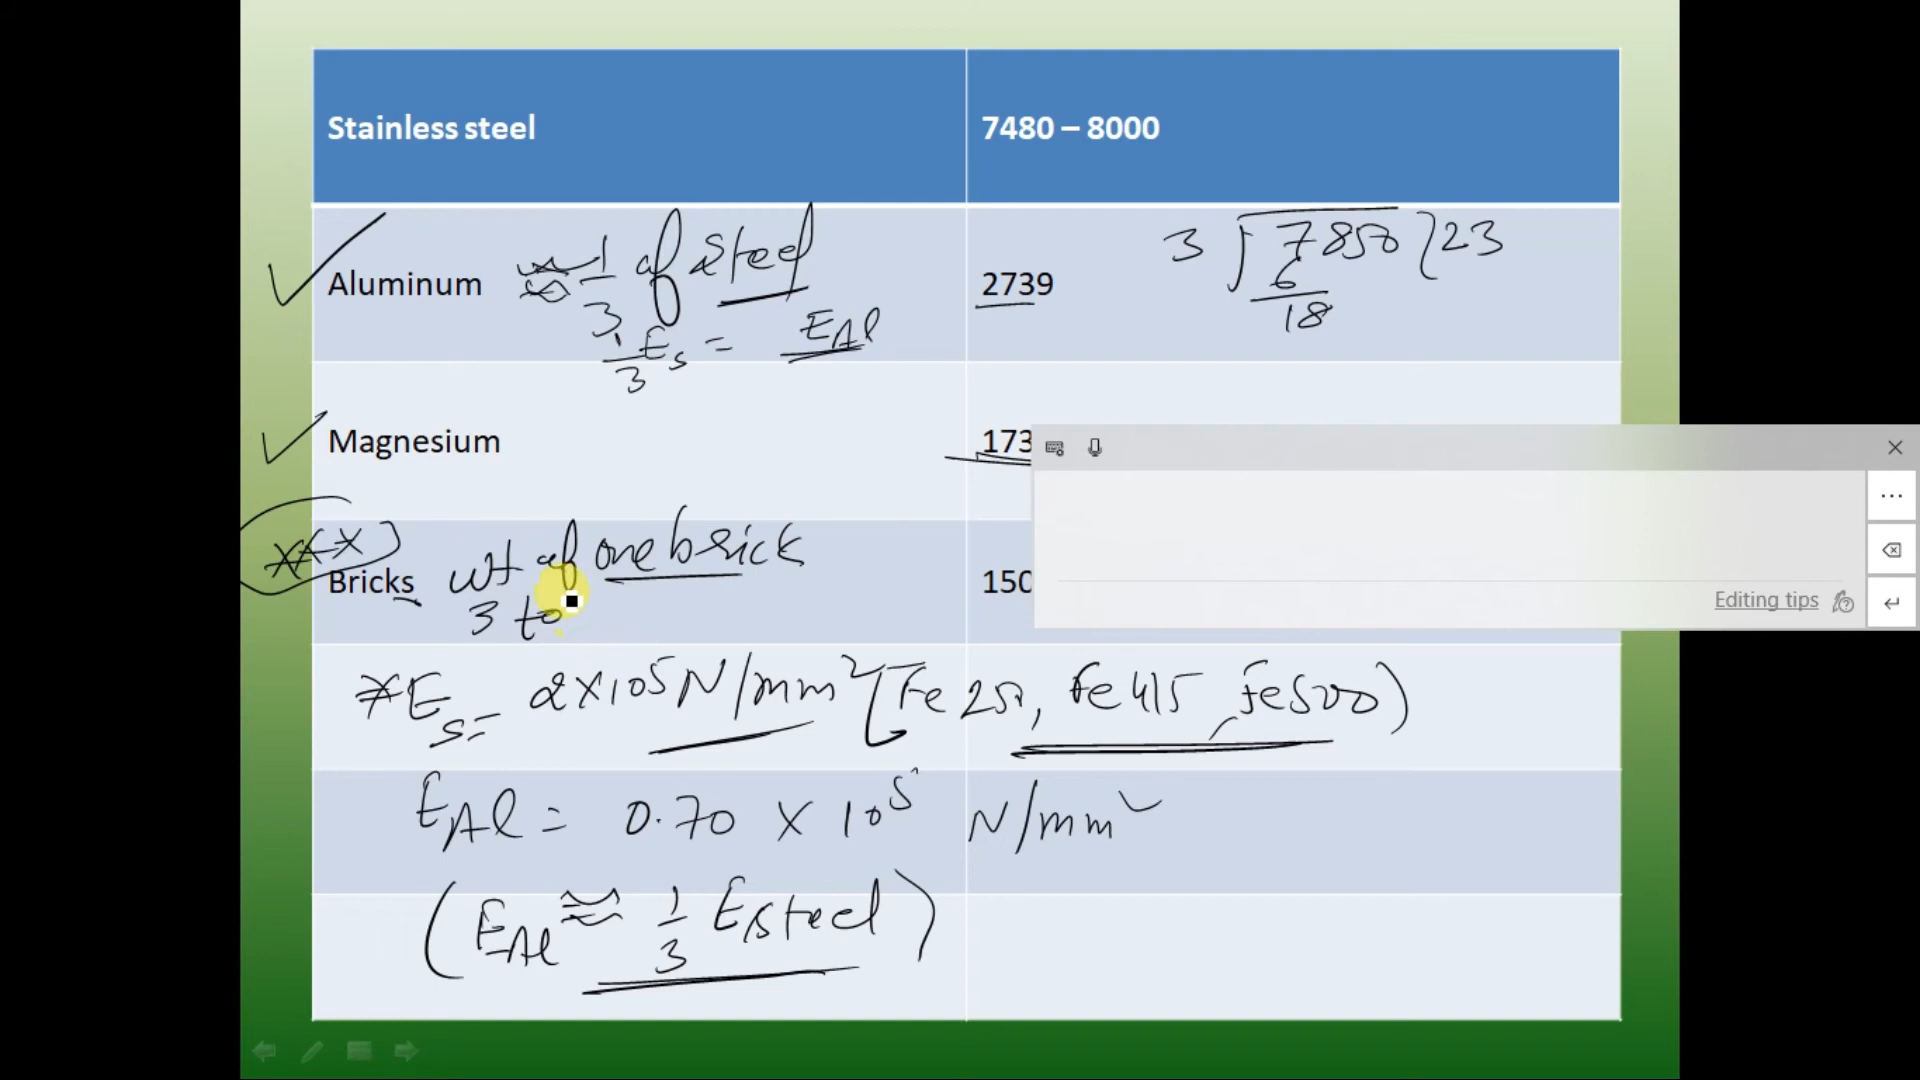 Stainless steel 7480 – 8000
Aluminum ≈ 1/3 of steel 2739 3 7850 23
6
18
1/3 Es = EAl
Magnesium 173
Bricks wt of one brick 150
3 to
*Es = 2×10⁵ N/mm² (Fe 250, Fe 415, Fe500)
EAl = 0.70 × 10⁵ N/mm²
(EAl ≈ 1/3 Esteel)
Editing tips